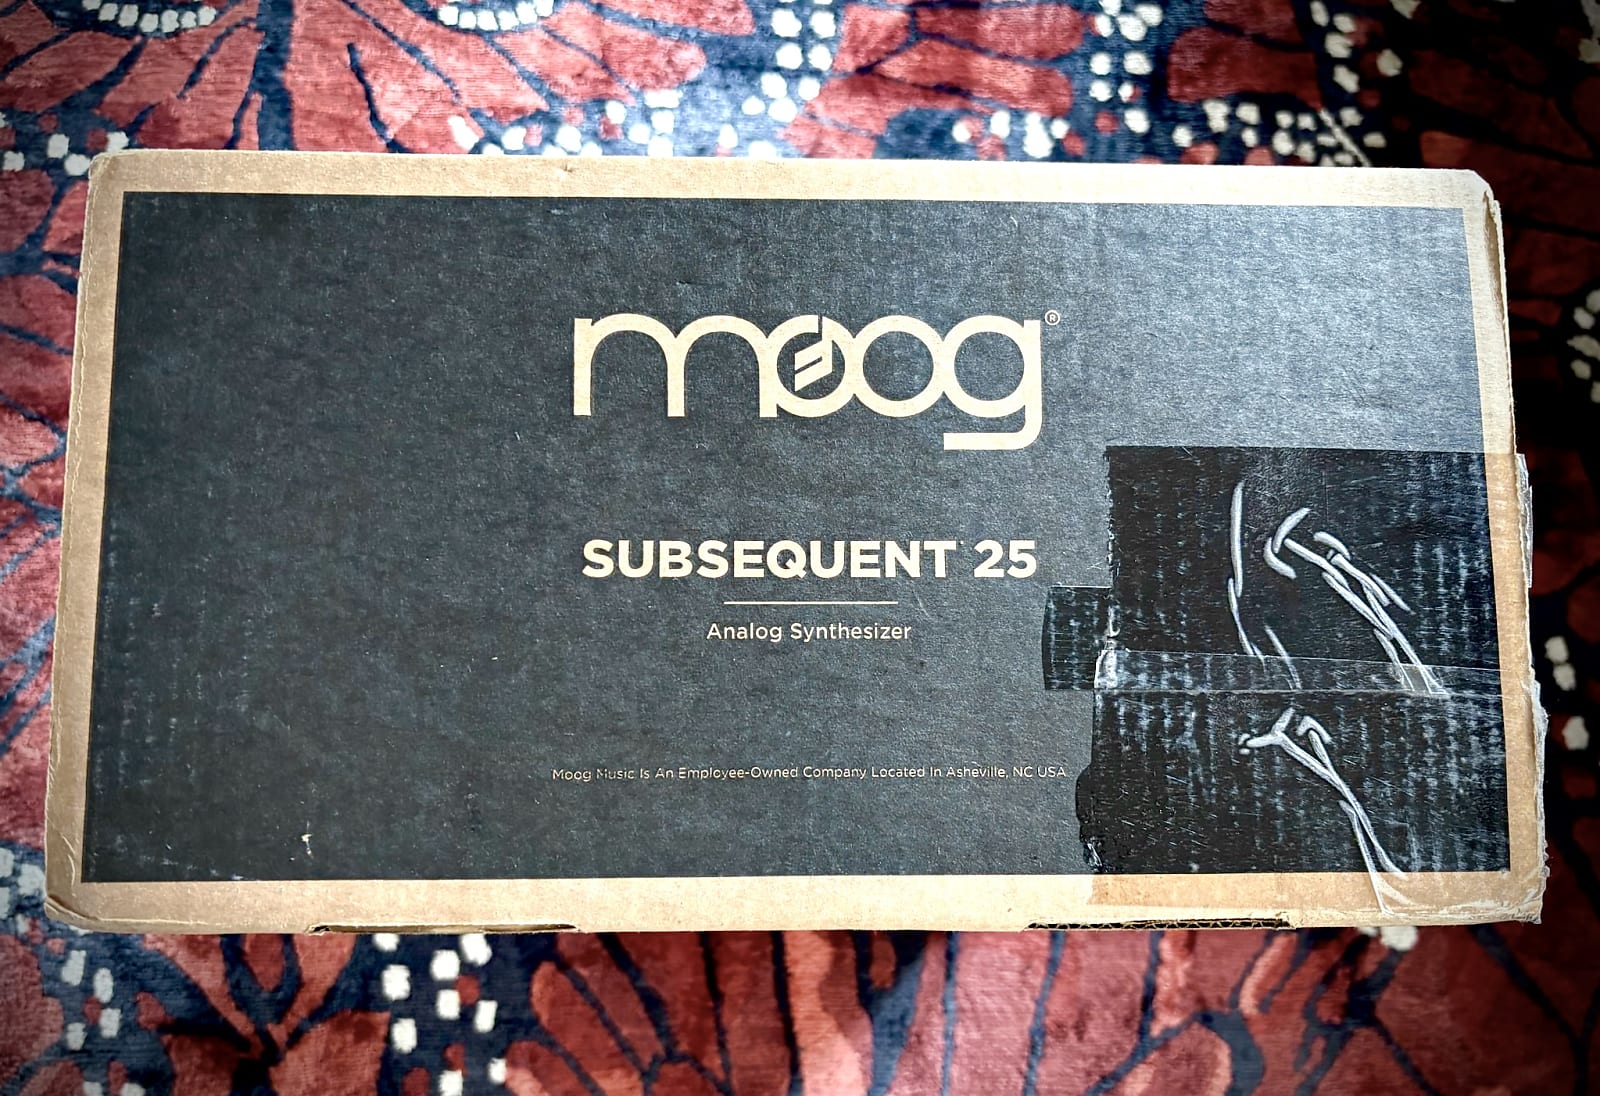 moog®
SUBSEQUENT 25
Analog Synthesizer
Moog Music Is An Employee-Owned Company Located In Asheville, NC USA